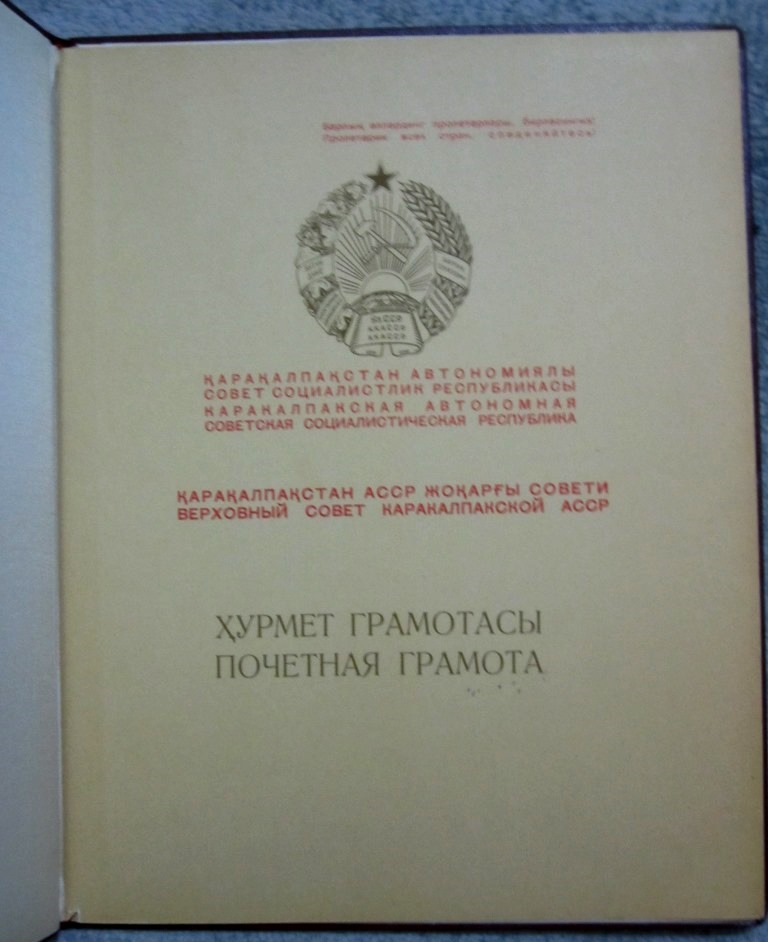 Пролетарии всех стран, соединяйтесь!
ҚАРАҚАЛПАҚСТАН АВТОНОМИЯЛЫ
СОВЕТ СОЦИАЛИСТЛИК РЕСПУБЛИКАСЫ
КАРАКАЛПАКСКАЯ АВТОНОМНАЯ
СОВЕТСКАЯ СОЦИАЛИСТИЧЕСКАЯ РЕСПУБЛИКА
ҚАРАҚАЛПАҚСТАН АССР ЖОҚАРҒЫ СОВЕТИ
ВЕРХОВНЫЙ СОВЕТ КАРАКАЛПАКСКОЙ АССР
ҲУРМЕТ ГРАМОТАСЫ
ПОЧЕТНАЯ ГРАМОТА